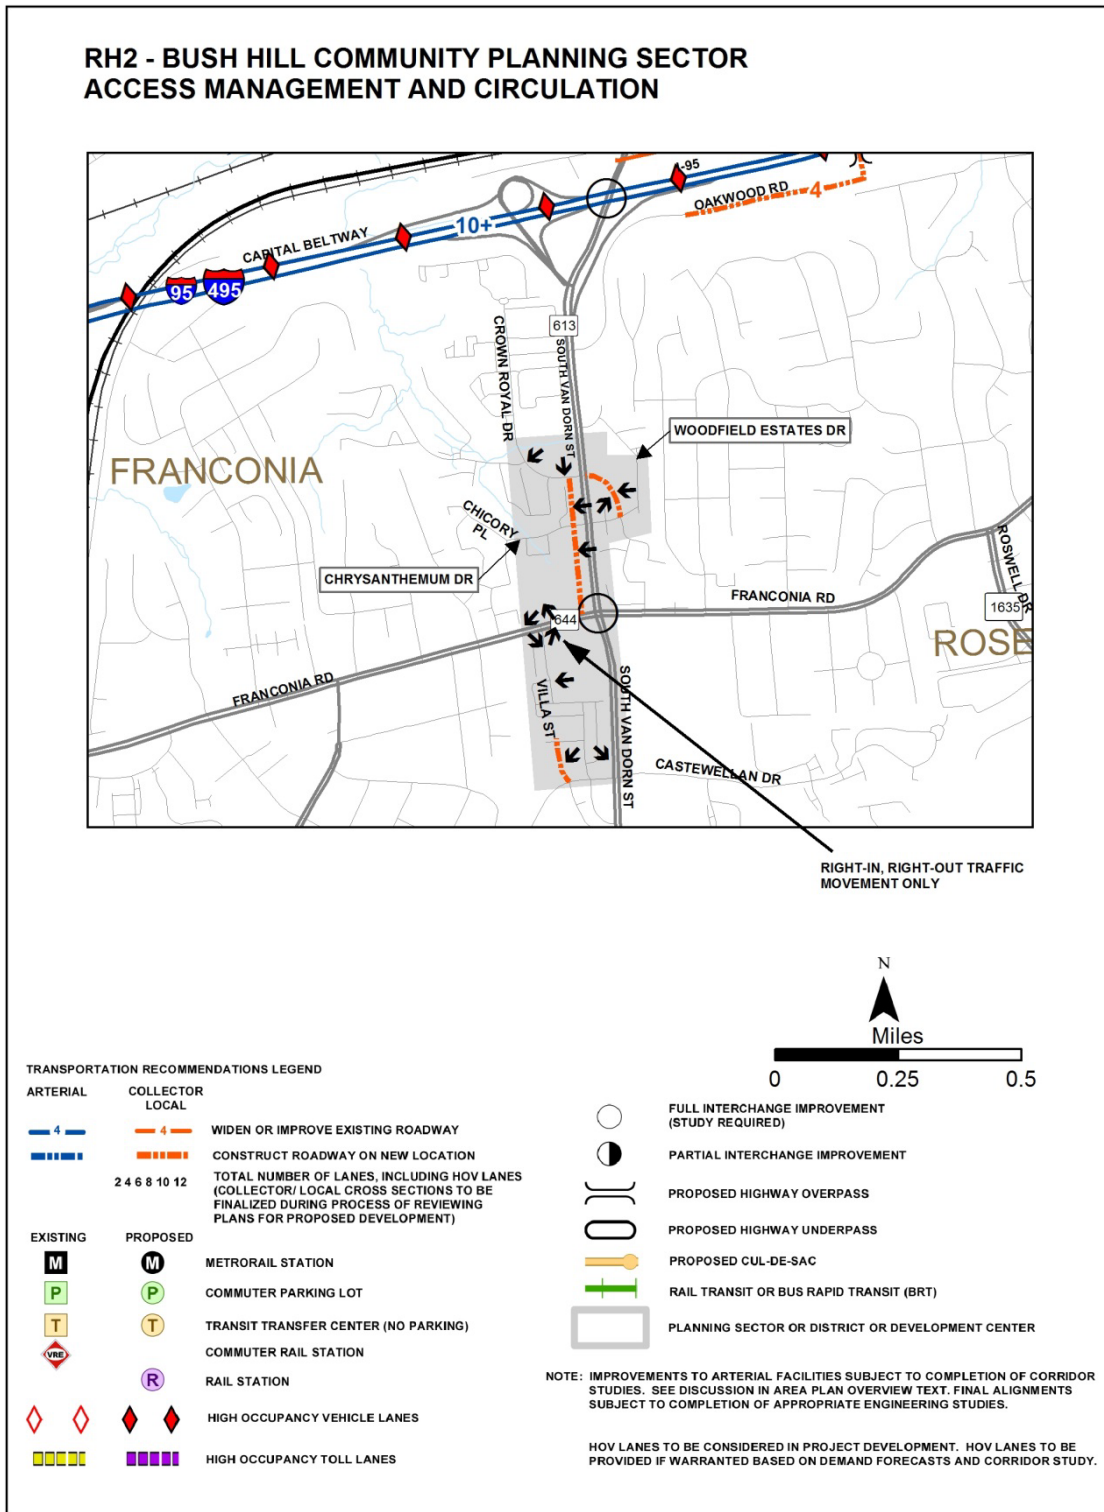 RH2 - BUSH HILL COMMUNITY PLANNING SECTOR
ACCESS MANAGEMENT AND CIRCULATION
I-95
OAKWOOD RD
4
10+
CAPITAL BELTWAY
95
495
613
CROWN ROYAL DR
SOUTH VAN DORN ST
WOODFIELD ESTATES DR
FRANCONIA
CHICORY
PL
CHRYSANTHEMUM DR
ROSWELL DR
FRANCONIA RD
1635
644
ROSE
FRANCONIA RD
VILLA ST
SOUTH VAN DORN ST
CASTEWELLAN DR
RIGHT-IN, RIGHT-OUT TRAFFIC
MOVEMENT ONLY
N
Miles
0 0.25 0.5
TRANSPORTATION RECOMMENDATIONS LEGEND
ARTERIAL COLLECTOR
LOCAL
4 4 WIDEN OR IMPROVE EXISTING ROADWAY
CONSTRUCT ROADWAY ON NEW LOCATION
2 4 6 8 10 12 TOTAL NUMBER OF LANES, INCLUDING HOV LANES
(COLLECTOR/ LOCAL CROSS SECTIONS TO BE
FINALIZED DURING PROCESS OF REVIEWING
PLANS FOR PROPOSED DEVELOPMENT)
EXISTING PROPOSED
M M METRORAIL STATION
P P COMMUTER PARKING LOT
T T TRANSIT TRANSFER CENTER (NO PARKING)
VRE COMMUTER RAIL STATION
R RAIL STATION
HIGH OCCUPANCY VEHICLE LANES
HIGH OCCUPANCY TOLL LANES
FULL INTERCHANGE IMPROVEMENT
(STUDY REQUIRED)
PARTIAL INTERCHANGE IMPROVEMENT
PROPOSED HIGHWAY OVERPASS
PROPOSED HIGHWAY UNDERPASS
PROPOSED CUL-DE-SAC
RAIL TRANSIT OR BUS RAPID TRANSIT (BRT)
PLANNING SECTOR OR DISTRICT OR DEVELOPMENT CENTER
NOTE: IMPROVEMENTS TO ARTERIAL FACILITIES SUBJECT TO COMPLETION OF CORRIDOR
STUDIES. SEE DISCUSSION IN AREA PLAN OVERVIEW TEXT. FINAL ALIGNMENTS
SUBJECT TO COMPLETION OF APPROPRIATE ENGINEERING STUDIES.
HOV LANES TO BE CONSIDERED IN PROJECT DEVELOPMENT. HOV LANES TO BE
PROVIDED IF WARRANTED BASED ON DEMAND FORECASTS AND CORRIDOR STUDY.